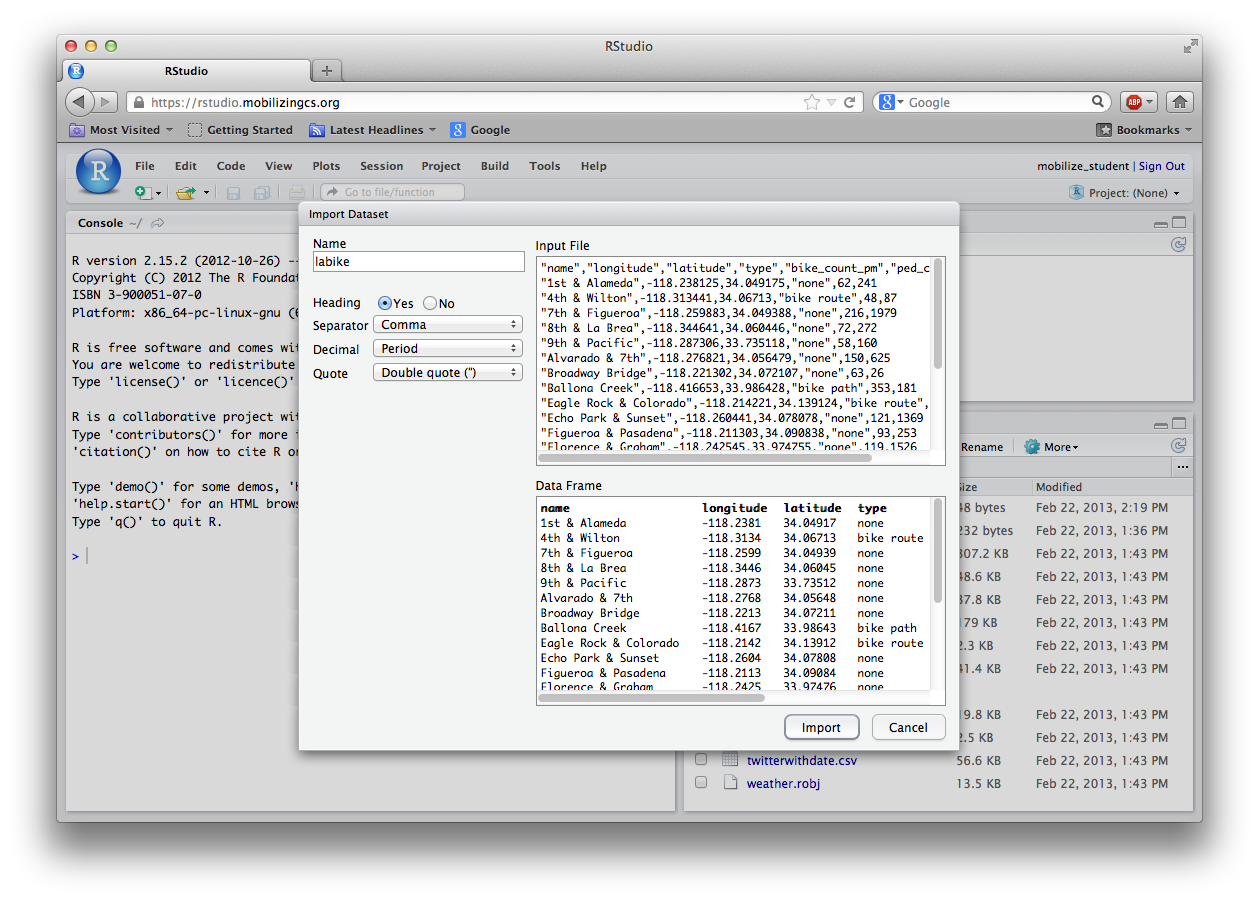 RStudio
RStudio
https://rstudio.mobilizingcs.org
Google
ABP
Most Visited
Getting Started
Latest Headlines
Google
Bookmarks
File Edit Code View Plots Session Project Build Tools Help
mobilize_student | Sign Out
Go to file/function
Project: (None)
Console ~/
R version 2.15.2 (2012-10-26) --
Copyright (C) 2012 The R Foundat
ISBN 3-900051-07-0
Platform: x86_64-pc-linux-gnu (6
R is free software and comes wit
You are welcome to redistribute
Type 'license()' or 'licence()'
R is a collaborative project wit
Type 'contributors()' for more i
'citation()' on how to cite R or
Type 'demo()' for some demos, 'h
'help.start()' for an HTML brows
Type 'q()' to quit R.
>
Import Dataset
Name
labike
Heading Yes No
Separator Comma
Decimal Period
Quote Double quote (")
Input File
"name","longitude","latitude","type","bike_count_pm","ped_c
"1st & Alameda",-118.238125,34.049175,"none",62,241
"4th & Wilton",-118.313441,34.06713,"bike route",48,87
"7th & Figueroa",-118.259883,34.049388,"none",216,1979
"8th & La Brea",-118.344641,34.060446,"none",72,272
"9th & Pacific",-118.287306,33.735118,"none",58,160
"Alvarado & 7th",-118.276821,34.056479,"none",150,625
"Broadway Bridge",-118.221302,34.072107,"none",63,26
"Ballona Creek",-118.416653,33.986428,"bike path",353,181
"Eagle Rock & Colorado",-118.214221,34.139124,"bike route",
"Echo Park & Sunset",-118.260441,34.078078,"none",121,1369
"Figueroa & Pasadena",-118.211303,34.090838,"none",93,253
"Florence & Graham",-118.242545,33.974755,"none",119,1526
Data Frame
name longitude latitude type
1st & Alameda -118.2381 34.04917 none
4th & Wilton -118.3134 34.06713 bike route
7th & Figueroa -118.2599 34.04939 none
8th & La Brea -118.3446 34.06045 none
9th & Pacific -118.2873 33.73512 none
Alvarado & 7th -118.2768 34.05648 none
Broadway Bridge -118.2213 34.07211 none
Ballona Creek -118.4167 33.98643 bike path
Eagle Rock & Colorado -118.2142 34.13912 bike route
Echo Park & Sunset -118.2604 34.07808 none
Figueroa & Pasadena -118.2113 34.09084 none
Florence & Graham -118.2425 33.97476 none
Import
Cancel
Rename
More
Size Modified
48 bytes Feb 22, 2013, 2:19 PM
232 bytes Feb 22, 2013, 1:36 PM
807.2 KB Feb 22, 2013, 1:43 PM
48.6 KB Feb 22, 2013, 1:43 PM
37.8 KB Feb 22, 2013, 1:43 PM
179 KB Feb 22, 2013, 1:43 PM
2.3 KB Feb 22, 2013, 1:43 PM
41.4 KB Feb 22, 2013, 1:43 PM
19.8 KB Feb 22, 2013, 1:43 PM
2.5 KB Feb 22, 2013, 1:43 PM
twitterwithdate.csv 56.6 KB Feb 22, 2013, 1:43 PM
weather.robj 13.5 KB Feb 22, 2013, 1:43 PM